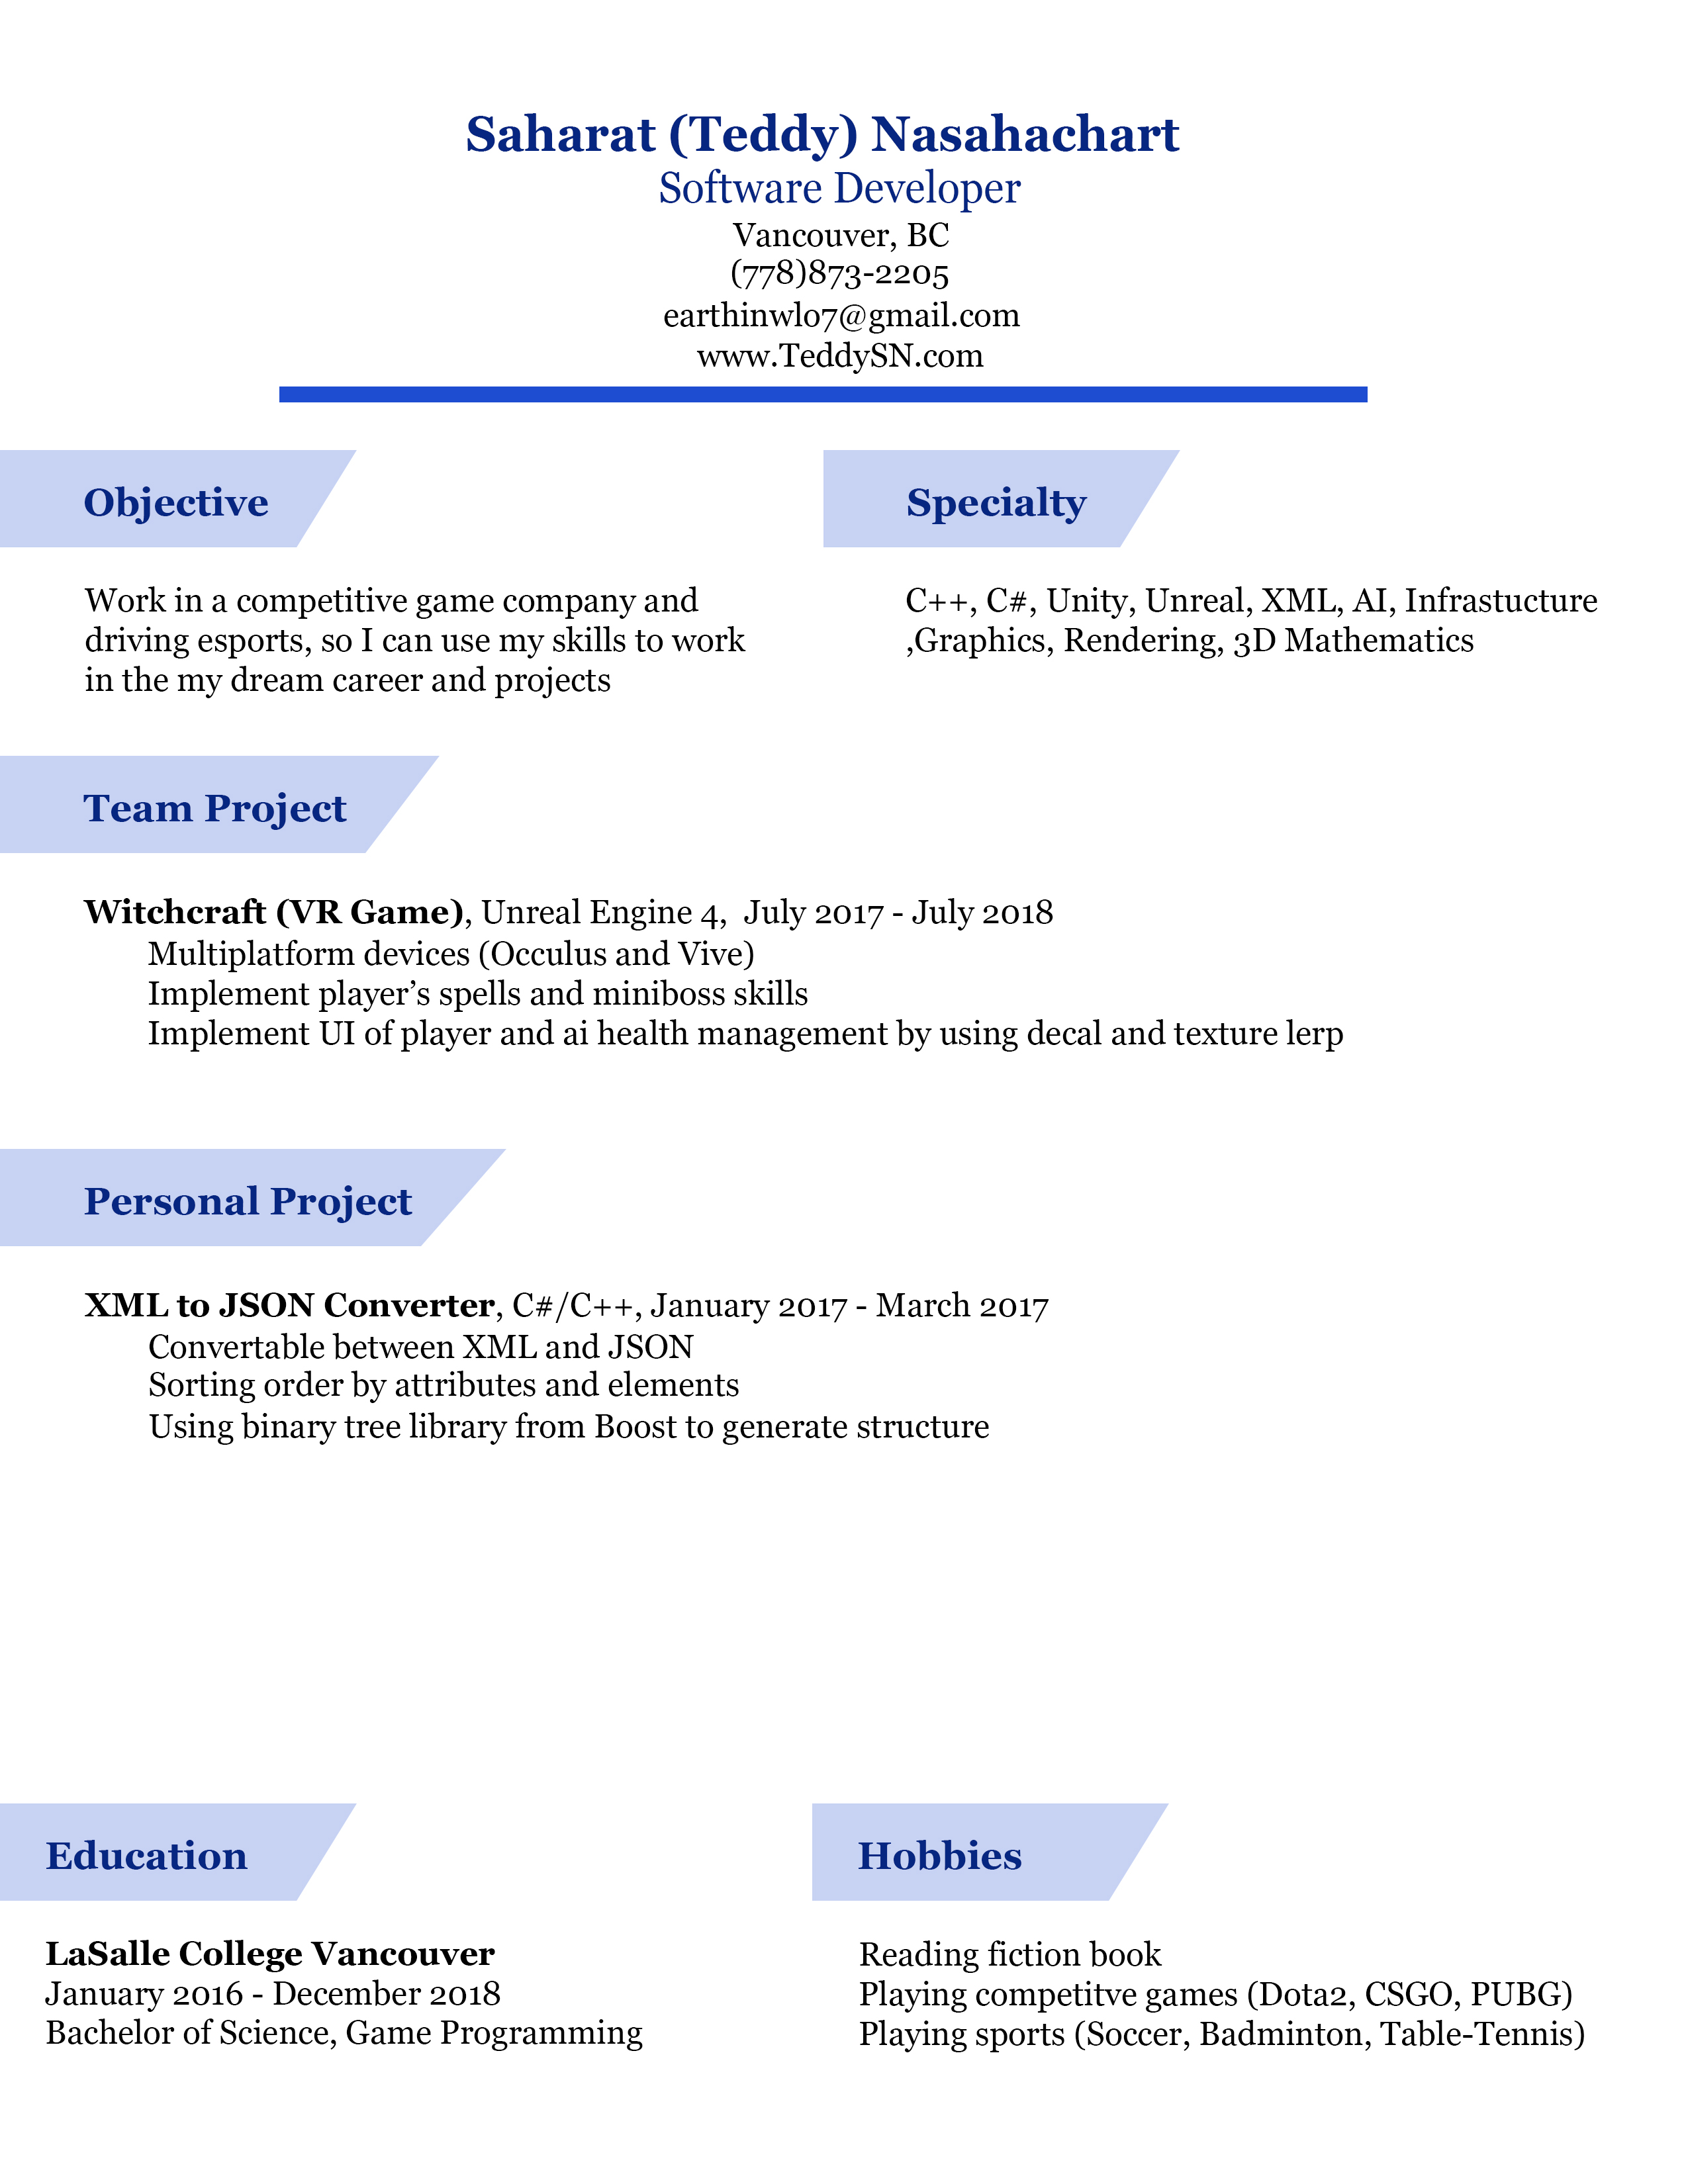 Saharat (Teddy) Nasahachart
Software Developer
Vancouver, BC
(778)873-2205
earthinwlo7@gmail.com
www.TeddySN.com
Objective
Work in a competitive game company and
driving esports, so I can use my skills to work
in the my dream career and projects
Specialty
C++, C#, Unity, Unreal, XML, AI, Infrastucture
,Graphics, Rendering, 3D Mathematics
Team Project
Witchcraft (VR Game), Unreal Engine 4,  July 2017 - July 2018
Multiplatform devices (Occulus and Vive)
Implement player’s spells and miniboss skills
Implement UI of player and ai health management by using decal and texture lerp
Personal Project
XML to JSON Converter, C#/C++, January 2017 - March 2017
Convertable between XML and JSON
Sorting order by attributes and elements
Using binary tree library from Boost to generate structure
Education
LaSalle College Vancouver
January 2016 - December 2018
Bachelor of Science, Game Programming
Hobbies
Reading fiction book
Playing competitve games (Dota2, CSGO, PUBG)
Playing sports (Soccer, Badminton, Table-Tennis)